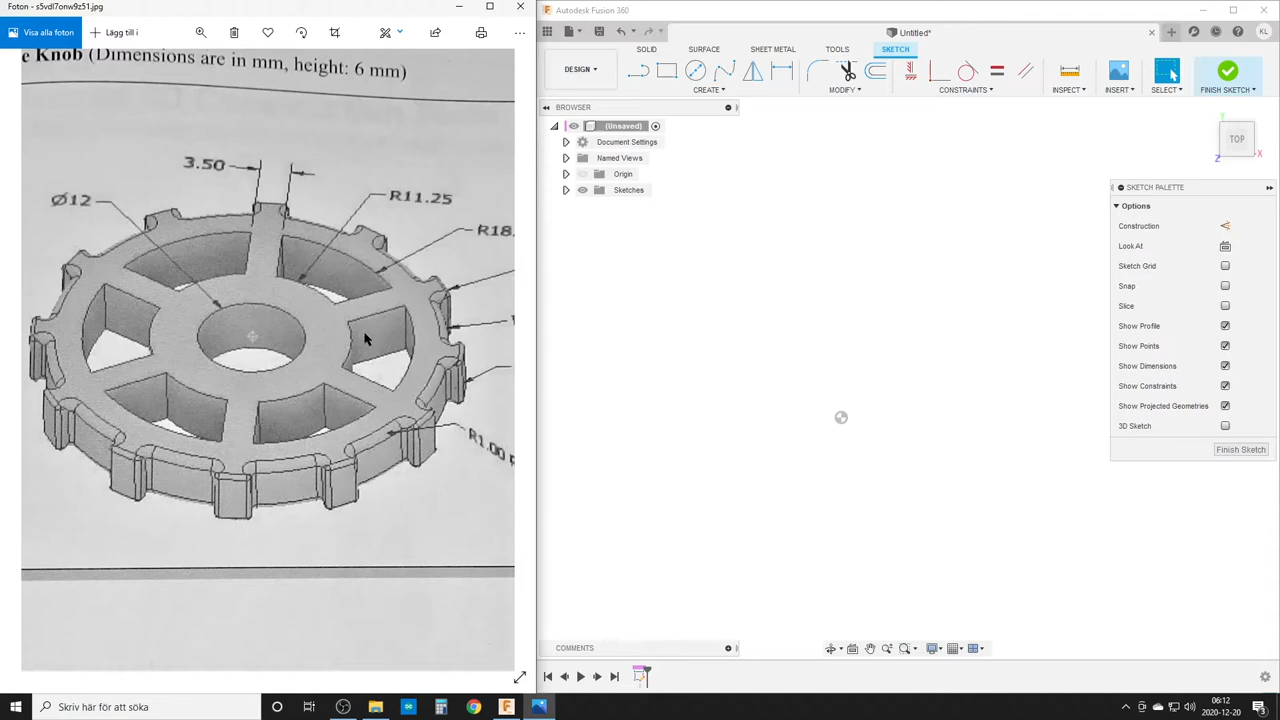 Foton - s5vdl7onw9z51.jpg
Visa alla foton
Lägg till i
e Knob (Dimensions are in mm, height: 6 mm)
3.50
Ø12
R11.25
R18.
R1.00
Autodesk Fusion 360
Untitled*
KL
DESIGN
SOLID SURFACE SHEET METAL TOOLS SKETCH
CREATE MODIFY CONSTRAINTS INSPECT INSERT SELECT FINISH SKETCH
BROWSER
(Unsaved)
Document Settings
Named Views
Origin
Sketches
TOP
X
Y
Z
SKETCH PALETTE
Options
Construction
Look At
Sketch Grid
Snap
Slice
Show Profile
Show Points
Show Dimensions
Show Constraints
Show Projected Geometries
3D Sketch
Finish Sketch
COMMENTS
Skriv här för att söka
06:12
2020-12-20